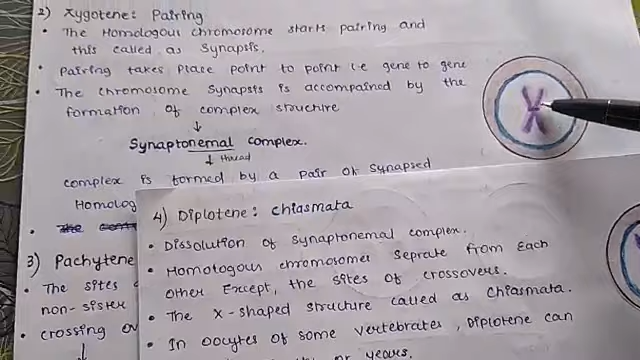 2) Zygotene: Pairing
• The Homologous chromosome starts pairing and
this called as Synapsis.
• Pairing takes place point to point i.e gene to gene
• The chromosome Synapsis is accompained by the
formation of complex structure
↓
Synaptonemal complex.
↓ thread
complex is formed by a pair of synapsed
Homolog
• the
3) Pachytene
• The sites
non-sister
• crossing ov
↓
4) Diplotene: chiasmata
• Dissolution of synaptonemal complex.
• Homologous chromosomes seprate from each
other Except, the sites of crossovers.
• The X-shaped structure called as chiasmata.
• In oocytes of some vertebrates, Diplotene can
or years.